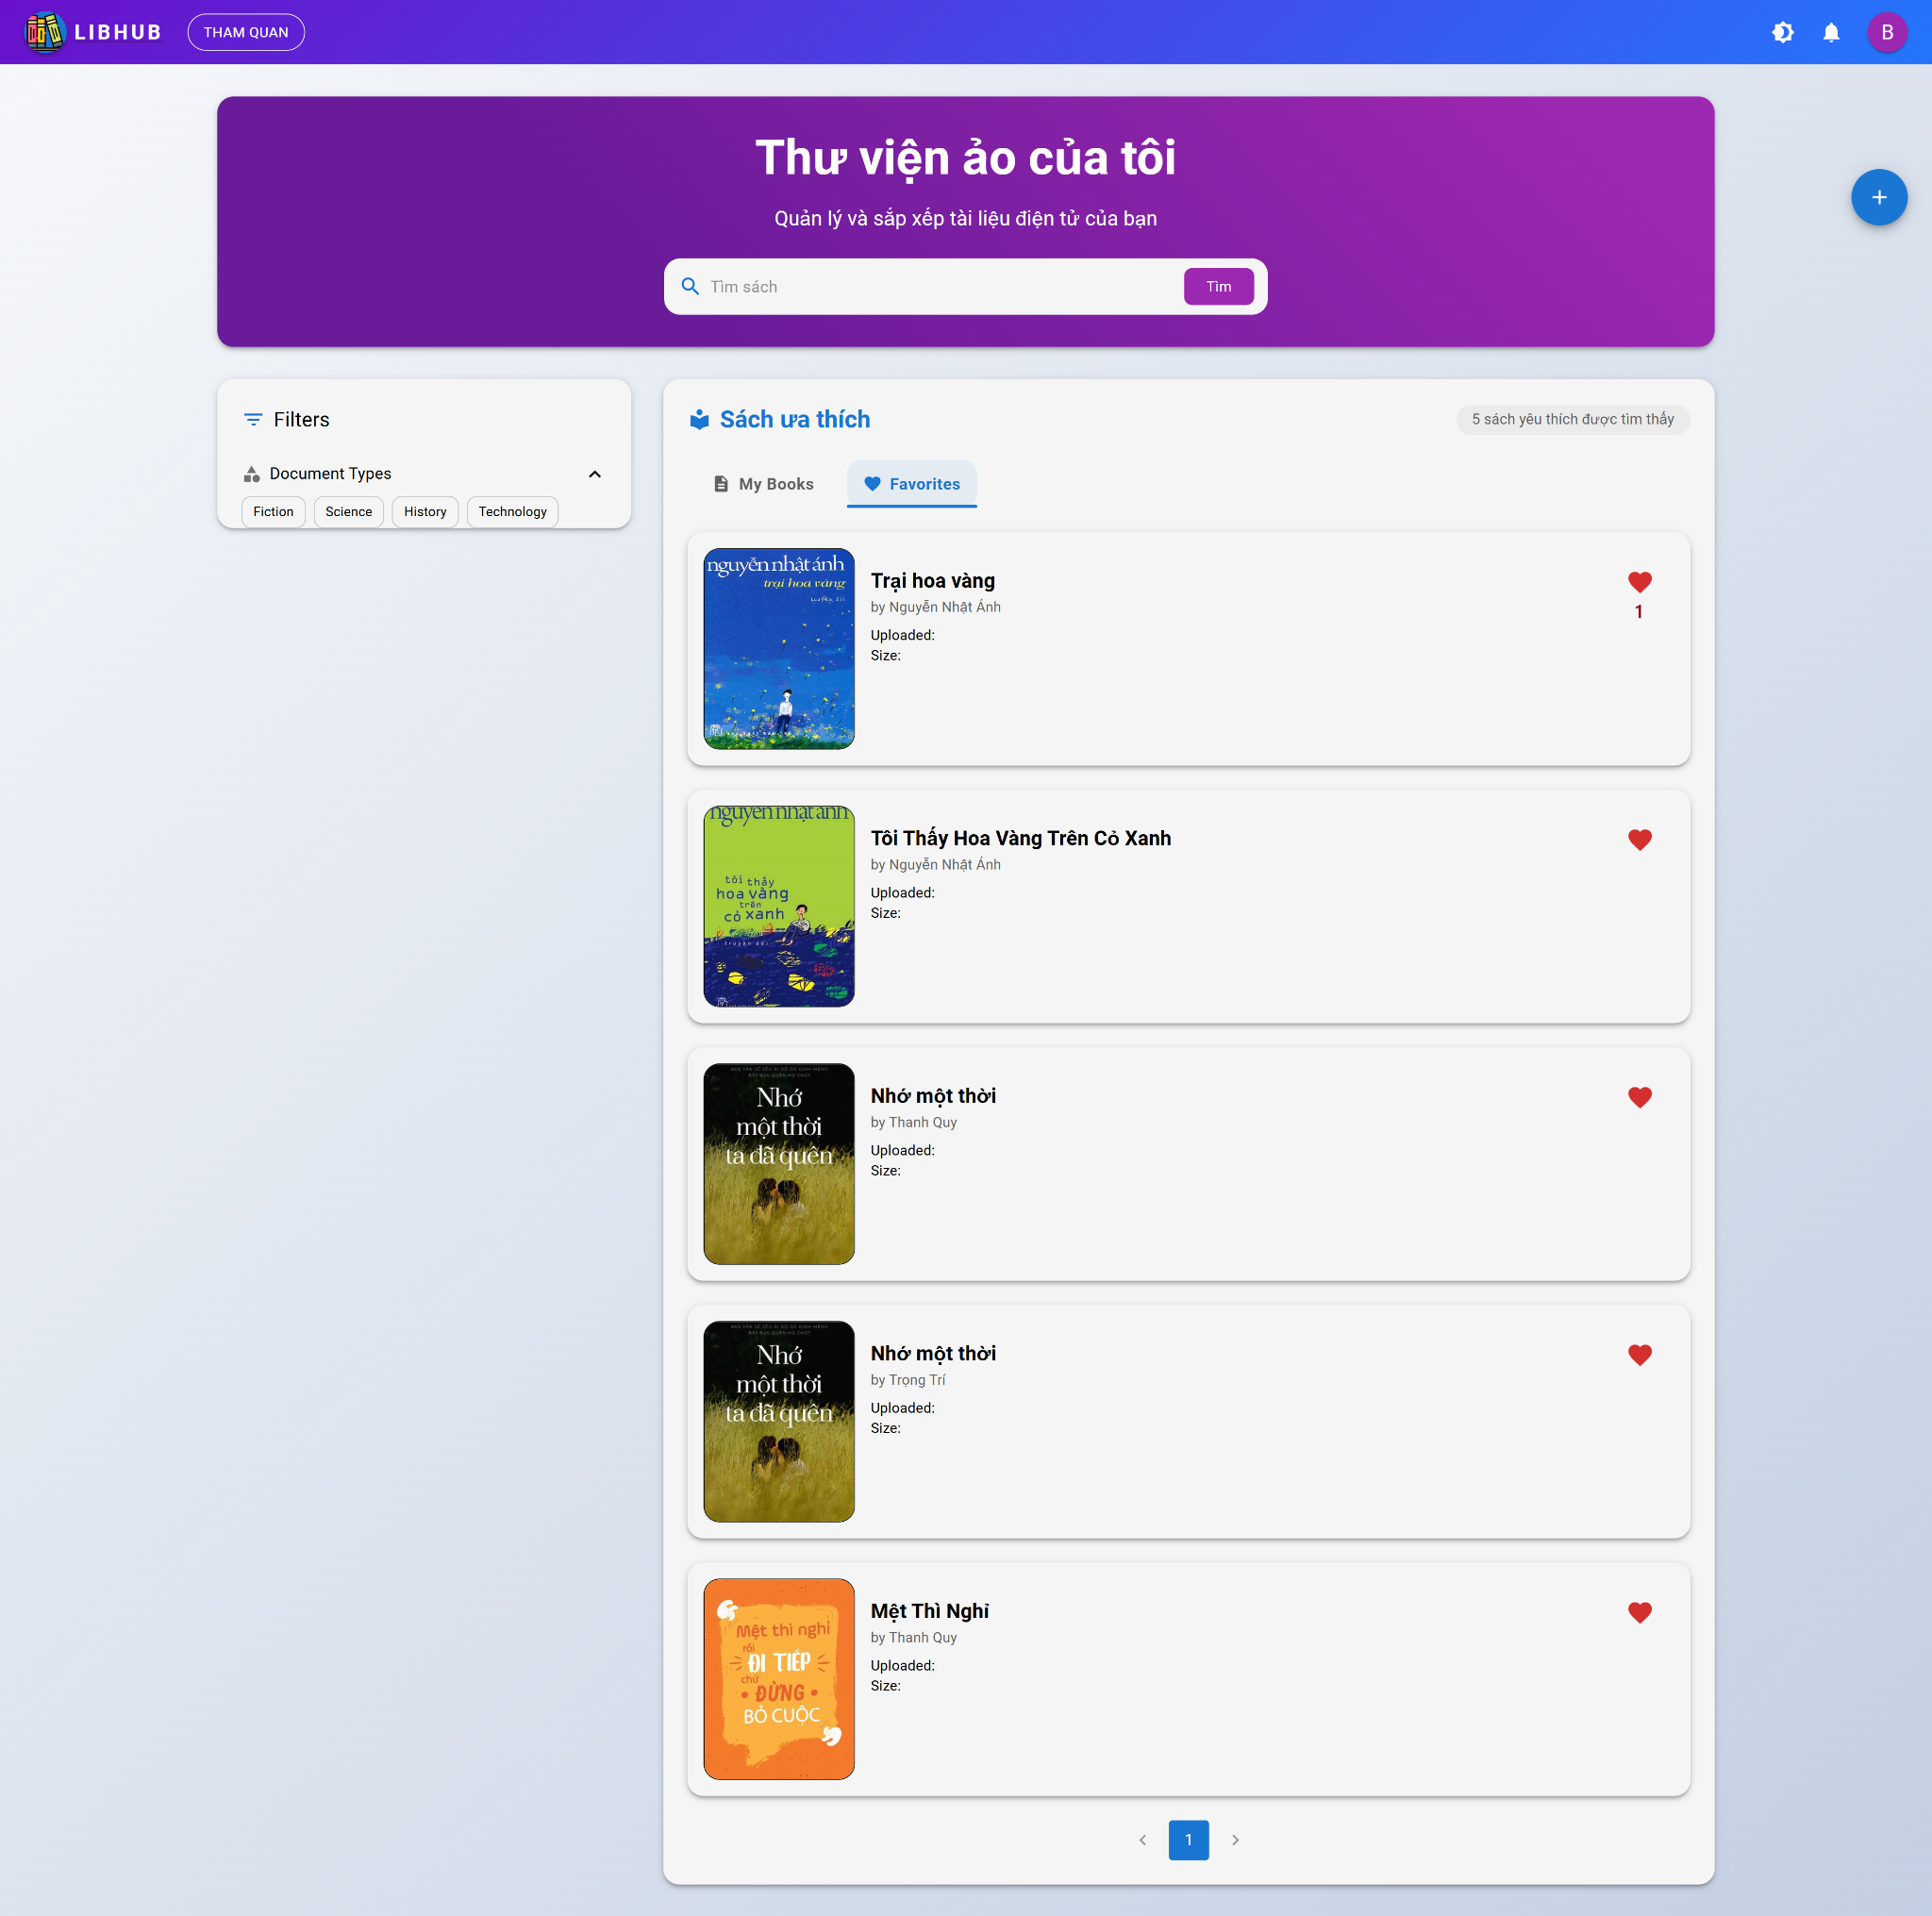 LIBHUB
THAM QUAN
B
Thư viện ảo của tôi
Quản lý và sắp xếp tài liệu điện tử của bạn
Tìm sách
Tìm
Filters
Document Types
Fiction
Science
History
Technology
Sách ưa thích
5 sách yêu thích được tìm thấy
My Books
Favorites
nguyễn nhật ánh
trại hoa vàng
truyện dài
Trại hoa vàng
by Nguyễn Nhật Ánh
Uploaded:
Size:
1
nguyễn nhật ánh
tôi thấy
hoa vàng
trên
cỏ xanh
truyện dài
Tôi Thấy Hoa Vàng Trên Cỏ Xanh
by Nguyễn Nhật Ánh
Uploaded:
Size:
Nhớ
một thời
ta đã quên
Nhớ một thời
by Thanh Quy
Uploaded:
Size:
Nhớ
một thời
ta đã quên
Nhớ một thời
by Trọng Trí
Uploaded:
Size:
Mệt thì nghỉ
rồi
ĐI TIẾP
chứ
ĐỪNG
BỎ CUỘC
Mệt Thì Nghỉ
by Thanh Quy
Uploaded:
Size:
1